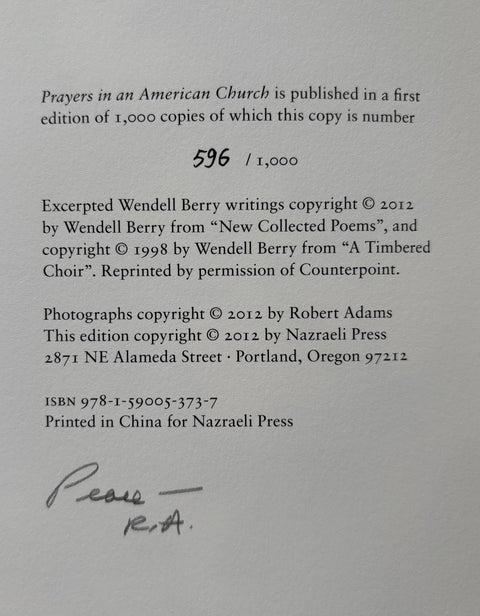 Prayers in an American Church is published in a first
edition of 1,000 copies of which this copy is number
596 / 1,000
Excerpted Wendell Berry writings copyright © 2012
by Wendell Berry from “New Collected Poems”, and
copyright © 1998 by Wendell Berry from “A Timbered
Choir”. Reprinted by permission of Counterpoint.
Photographs copyright © 2012 by Robert Adams
This edition copyright © 2012 by Nazraeli Press
2871 NE Alameda Street · Portland, Oregon 97212
ISBN 978-1-59005-373-7
Printed in China for Nazraeli Press
Peace —
R.A.